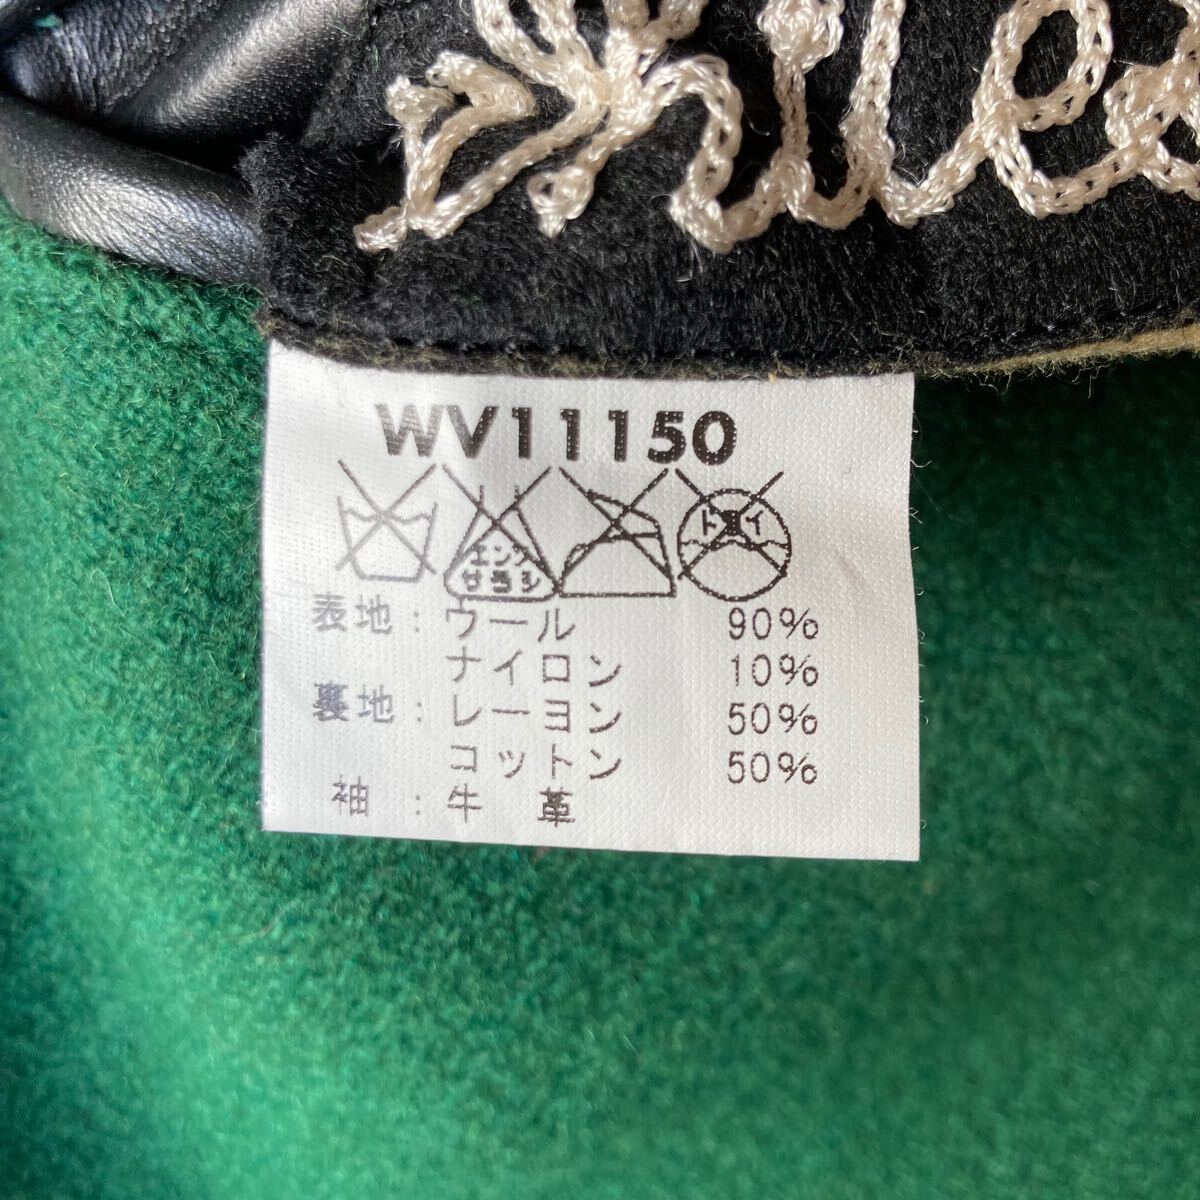 WV11150
エンソ サラシ ドライ
表地：ウール 90%
ナイロン 10%
裏地：レーヨン 50%
コットン 50%
袖：牛 革